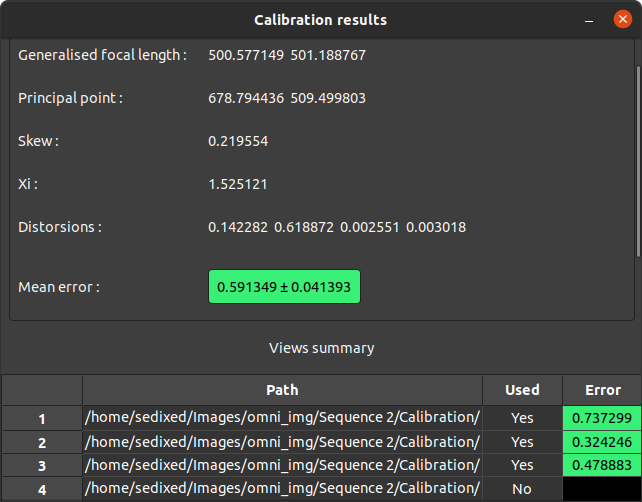 Calibration results
Generalised focal length : 500.577149 501.188767
Principal point : 678.794436 509.499803
Skew : 0.219554
Xi : 1.525121
Distorsions : 0.142282 0.618872 0.002551 0.003018
Mean error : 0.591349 ± 0.041393
Views summary
Path Used Error
1 /home/sedixed/Images/omni_img/Sequence 2/Calibration/ Yes 0.737299
2 /home/sedixed/Images/omni_img/Sequence 2/Calibration/ Yes 0.324246
3 /home/sedixed/Images/omni_img/Sequence 2/Calibration/ Yes 0.478883
4 /home/sedixed/Images/omni_img/Sequence 2/Calibration/ No